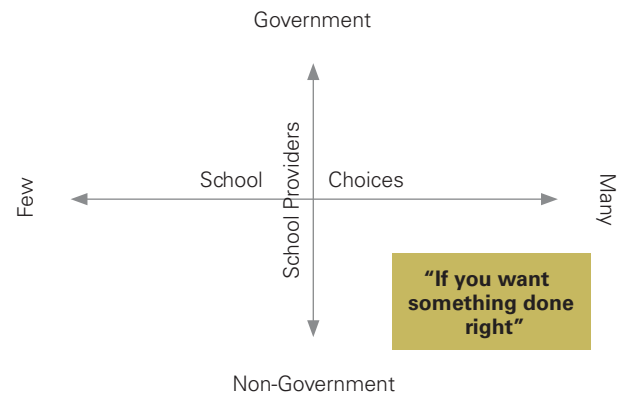 Government
School Providers
School Choices
Few
Many
“If you want
something done
right”
Non-Government